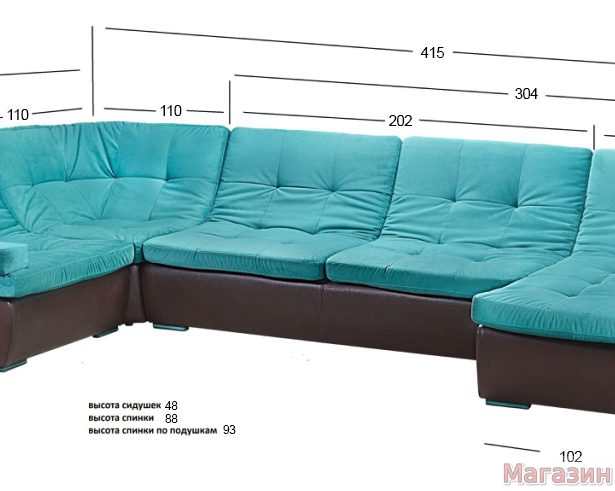 415
304
110
110
202
высота сидушек 48
высота спинки 88
высота спинки по подушкам 93
102
Магазин